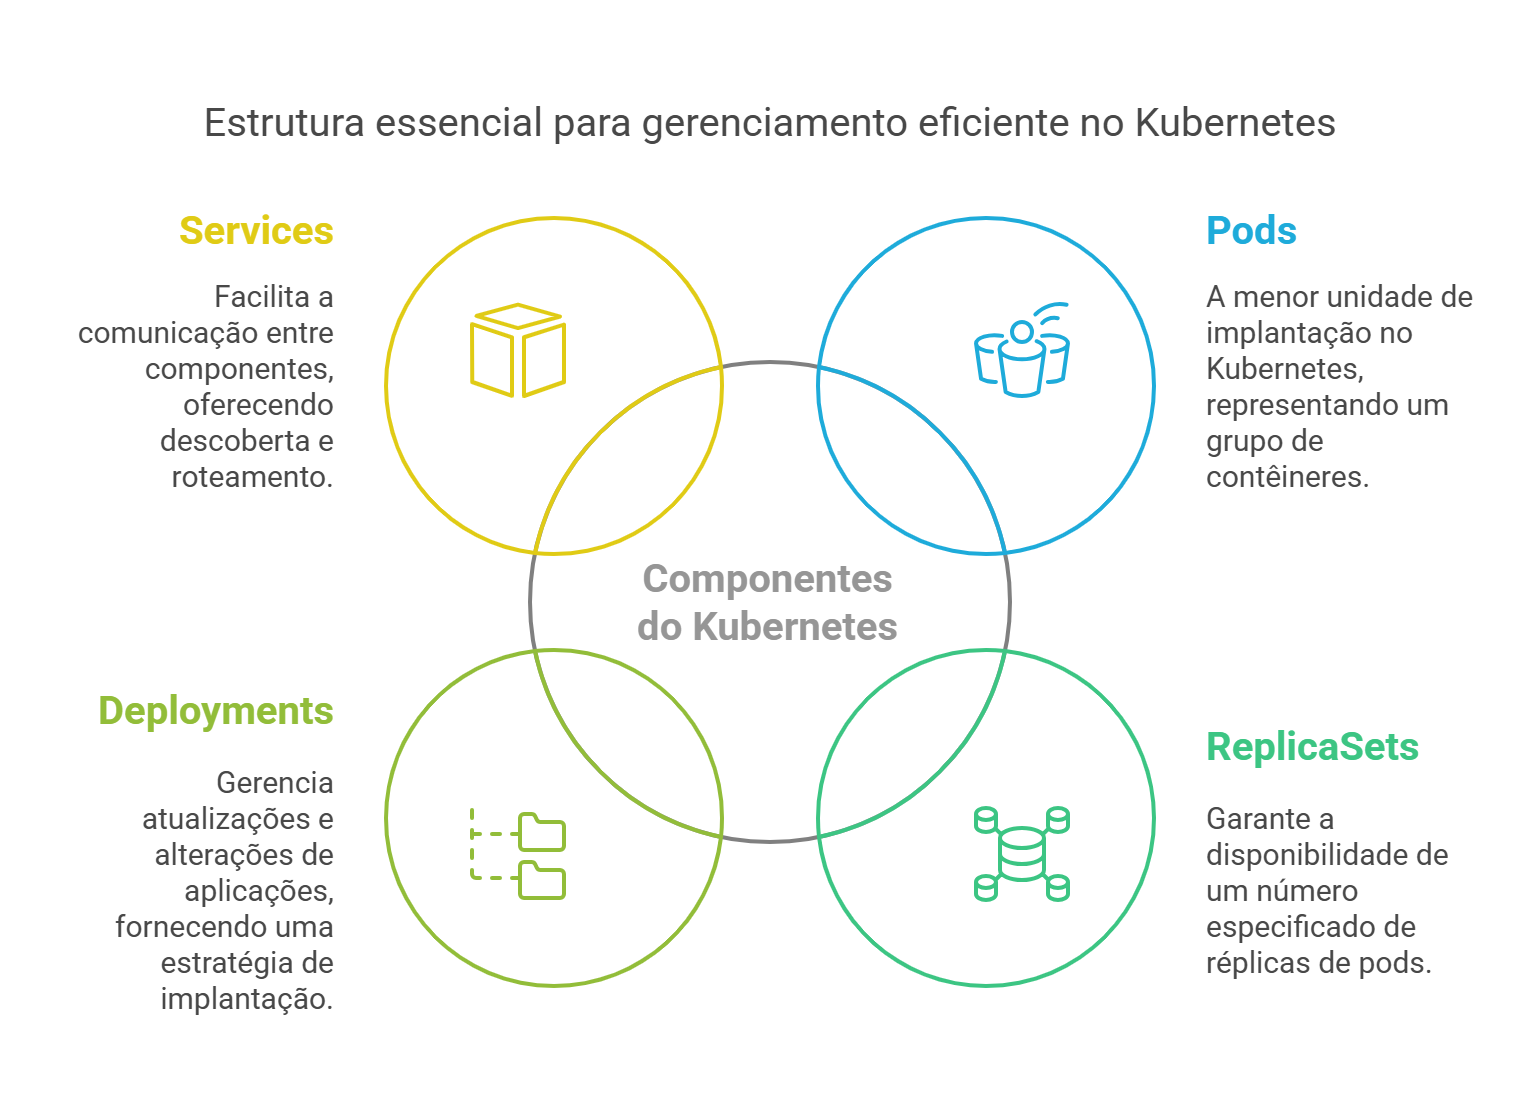 Estrutura essencial para gerenciamento eficiente no Kubernetes
Services
Facilita a
comunicação entre
componentes,
oferecendo
descoberta e
roteamento.
Pods
A menor unidade de
implantação no
Kubernetes,
representando um
grupo de
contêineres.
Componentes
do Kubernetes
Deployments
Gerencia
atualizações e
alterações de
aplicações,
fornecendo uma
estratégia de
implantação.
ReplicaSets
Garante a
disponibilidade de
um número
especificado de
réplicas de pods.